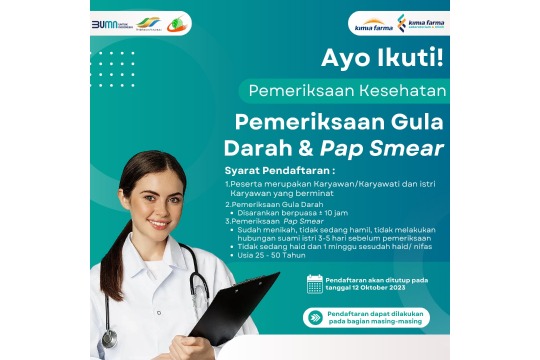 BUMN UNTUK INDONESIA
kimia farma
kimia farma
Ayo Ikuti!
Pemeriksaan Kesehatan
Pemeriksaan Gula
Darah & Pap Smear
Syarat Pendaftaran :
1.Peserta merupakan Karyawan/Karyawati dan istri
Karyawan yang berminat
2.Pemeriksaan Gula Darah
• Disarankan berpuasa ± 10 jam
3.Pemeriksaan Pap Smear
• Sudah menikah, tidak sedang hamil, tidak melakukan
hubungan suami istri 3-5 hari sebelum pemeriksaan
• Tidak sedang haid dan 1 minggu sesudah haid/ nifas
• Usia 25 - 50 Tahun
Pendaftaran akan ditutup pada
tanggal 12 Oktober 2023
Pendaftaran dapat dilakukan
pada bagian masing-masing